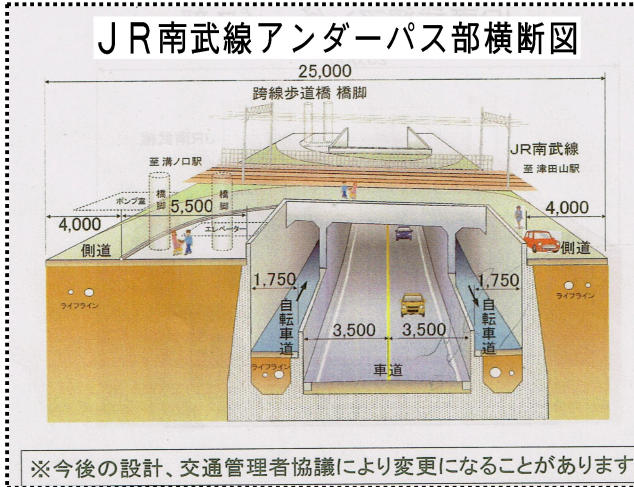 JR南武線アンダーパス部横断図
25,000
跨線歩道橋 橋脚
JR南武線
至 溝ノ口駅
至 津田山駅
ポンプ室
橋脚
橋脚
4,000
5,500
4,000
エレベーター
側道
側道
1,750
1,750
ライフライン
ライフライン
自転車道
自転車道
3,500
3,500
ライフライン
ライフライン
車道
※今後の設計、交通管理者協議により変更になることがあります